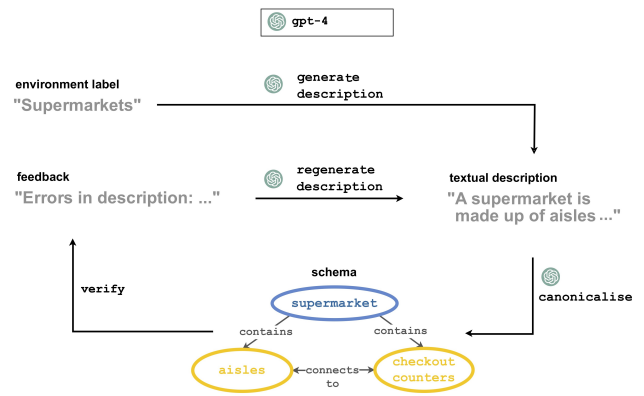 gpt-4
environment label
"Supermarkets"
generate
description
feedback
"Errors in description: ..."
regenerate
description
textual description
"A supermarket is
made up of aisles ..."
verify
schema
supermarket
canonicalise
contains
contains
aisles
connects
to
checkout
counters